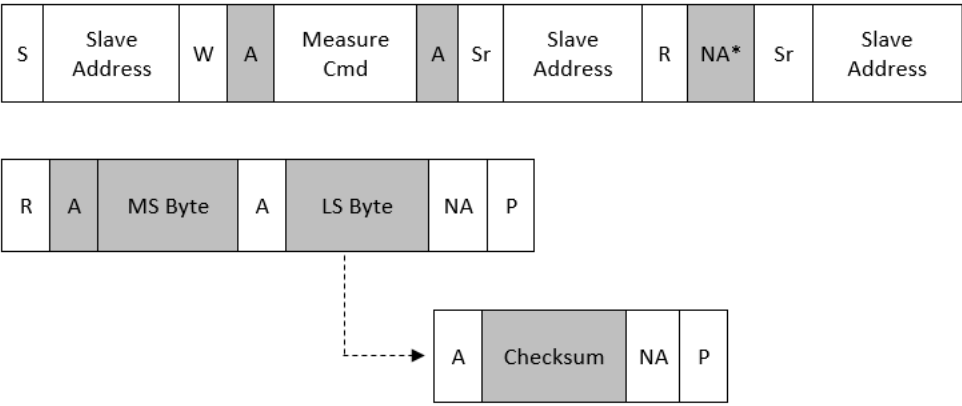 S Slave Address W A Measure Cmd A Sr Slave Address R NA* Sr Slave Address
R A MS Byte A LS Byte NA P
A Checksum NA P